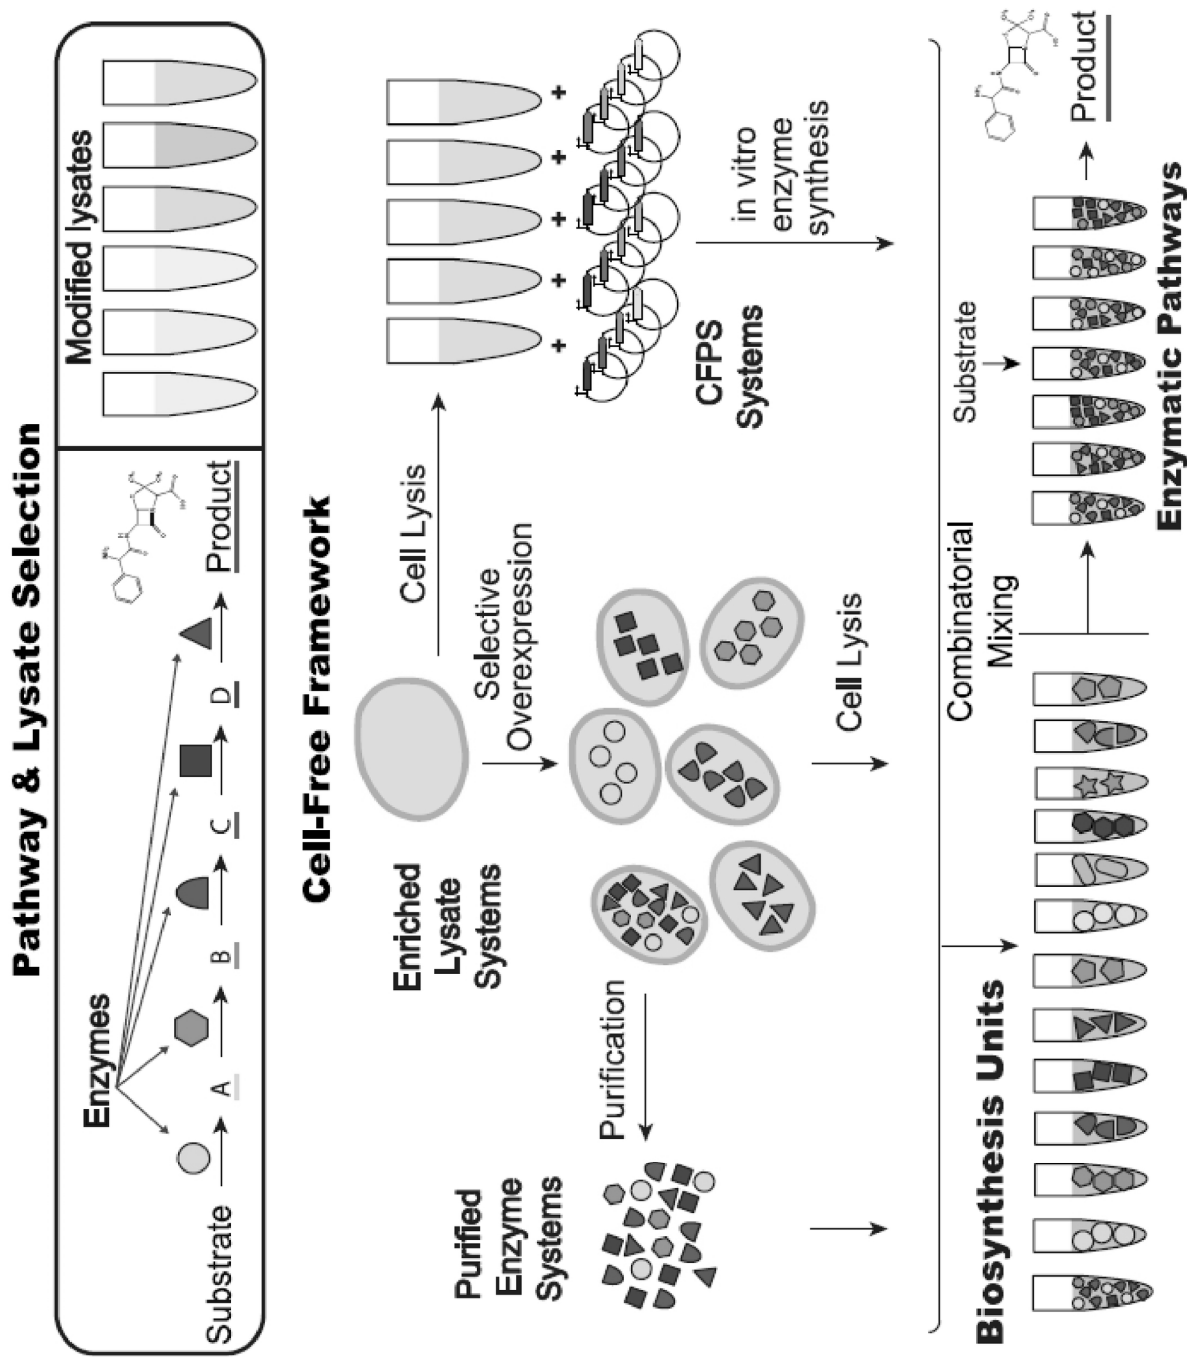 Pathway & Lysate Selection
Enzymes
Substrate
A
B
C
D
Product
Modified lysates
Cell-Free Framework
Enriched
Lysate
Systems
Cell Lysis
Selective
Overexpression
Purification
Cell Lysis
Purified
Enzyme
Systems
+
+
+
+
+
CFPS
Systems
in vitro
enzyme
synthesis
Biosynthesis Units
Combinatorial
Mixing
Substrate
Product
Enzymatic Pathways